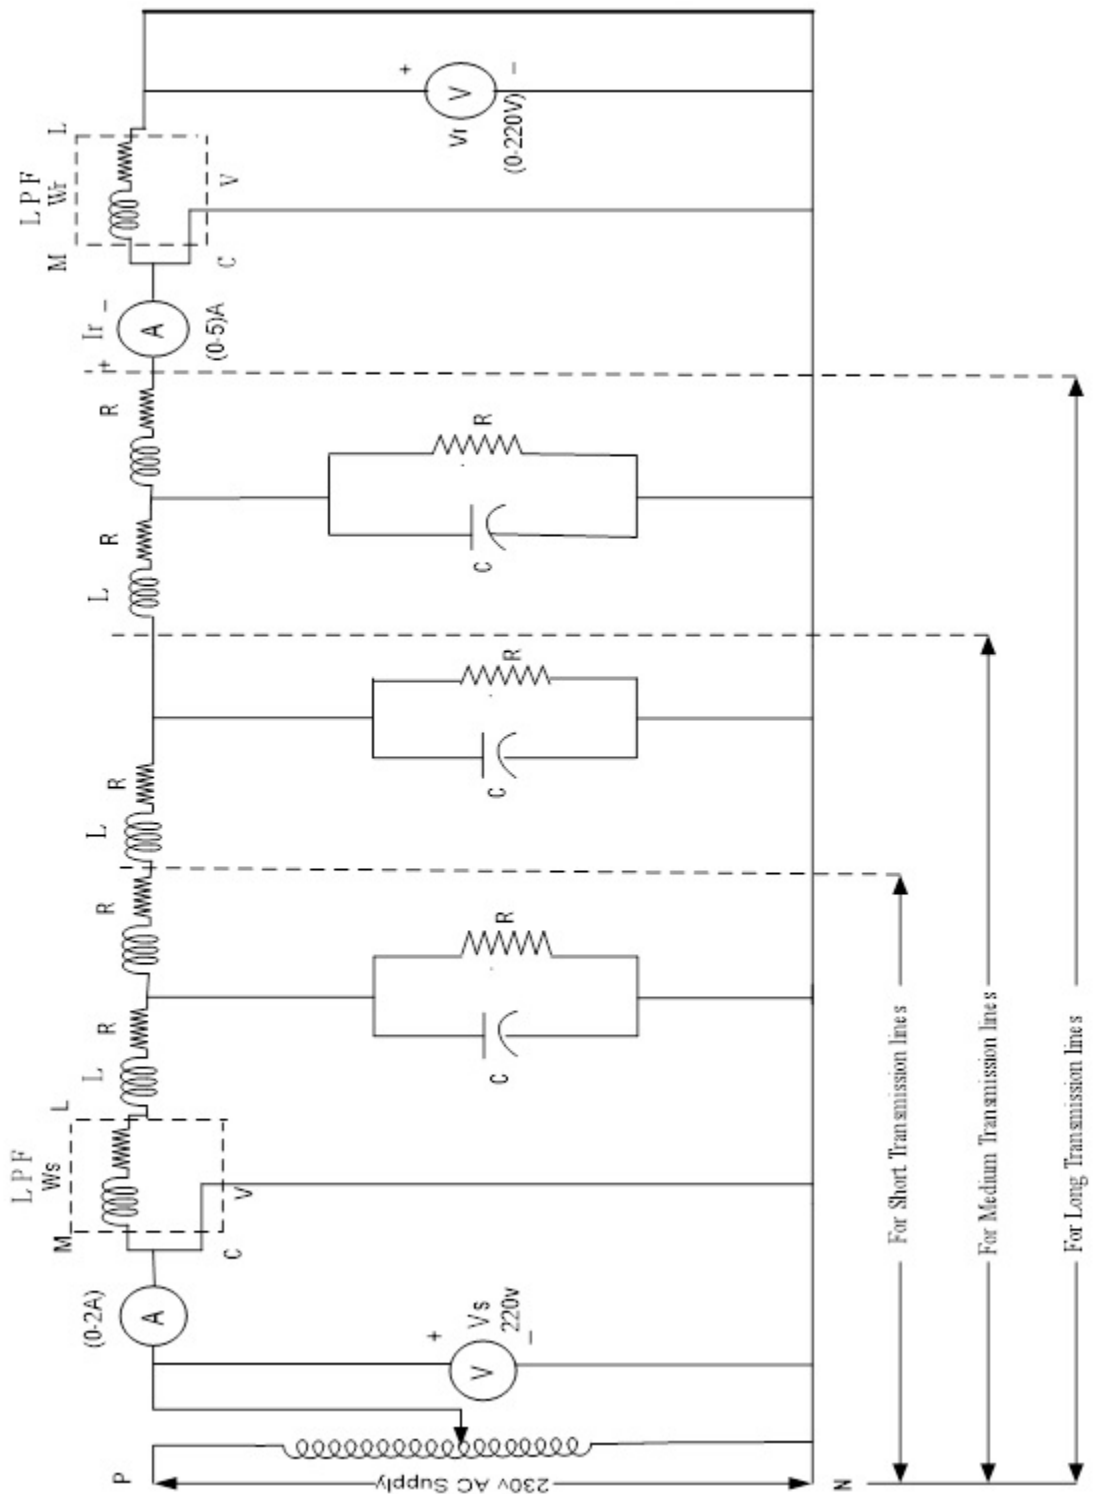 P
230v AC Supply
N
(0-2A)
A
+
V
Vs
220v
-
LPF
Ws
M
L
C
V
L
R
R
C
R
L
R
C
R
L
R
R
C
R
+
Ir
-
A
(0-5)A
LPF
Wr
M
L
C
V
+
V
-
Vr
(0-220V)
For Short Transmission lines
For Medium Transmission lines
For Long Transmission lines